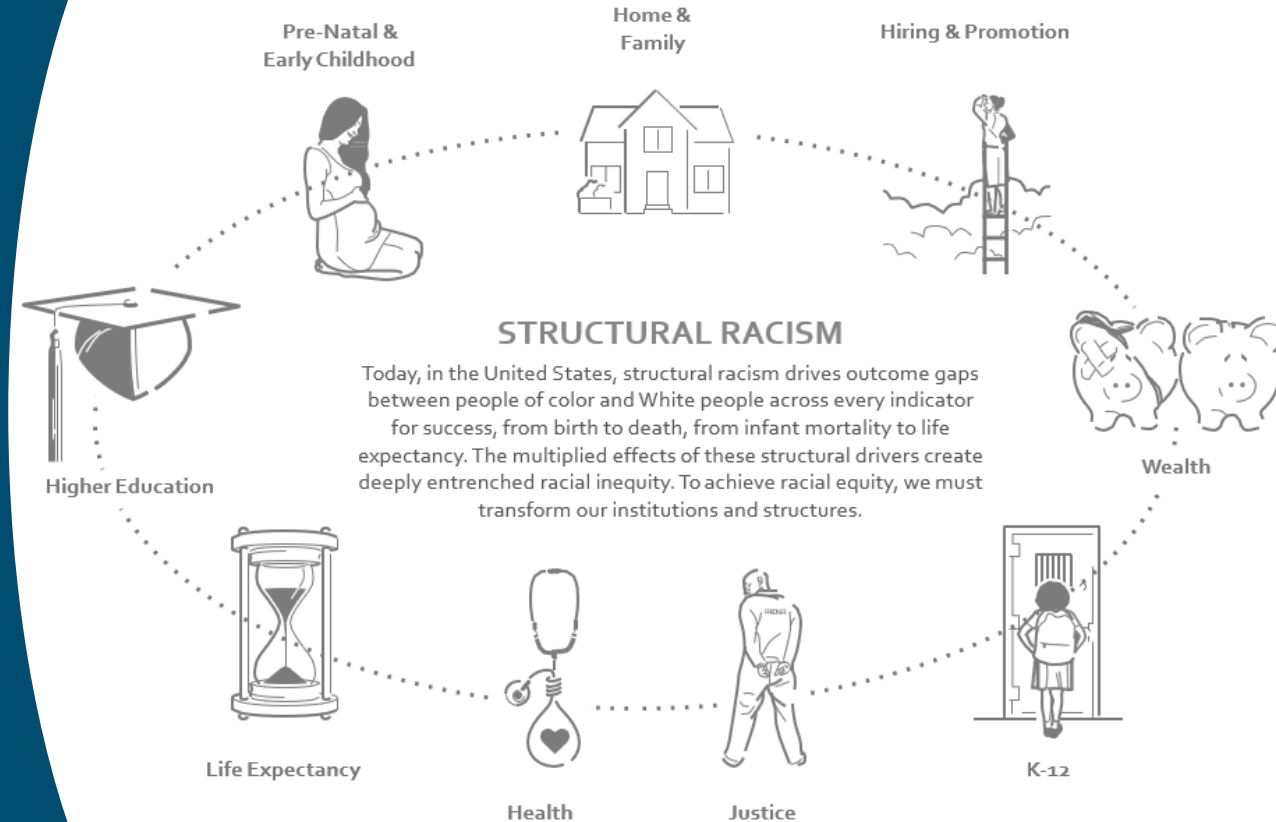 Pre-Natal &
Early Childhood
Home &
Family
Hiring & Promotion
STRUCTURAL RACISM
Today, in the United States, structural racism drives outcome gaps
between people of color and White people across every indicator
for success, from birth to death, from infant mortality to life
expectancy. The multiplied effects of these structural drivers create
deeply entrenched racial inequity. To achieve racial equity, we must
transform our institutions and structures.
Higher Education
Wealth
Life Expectancy
Health
Justice
K-12